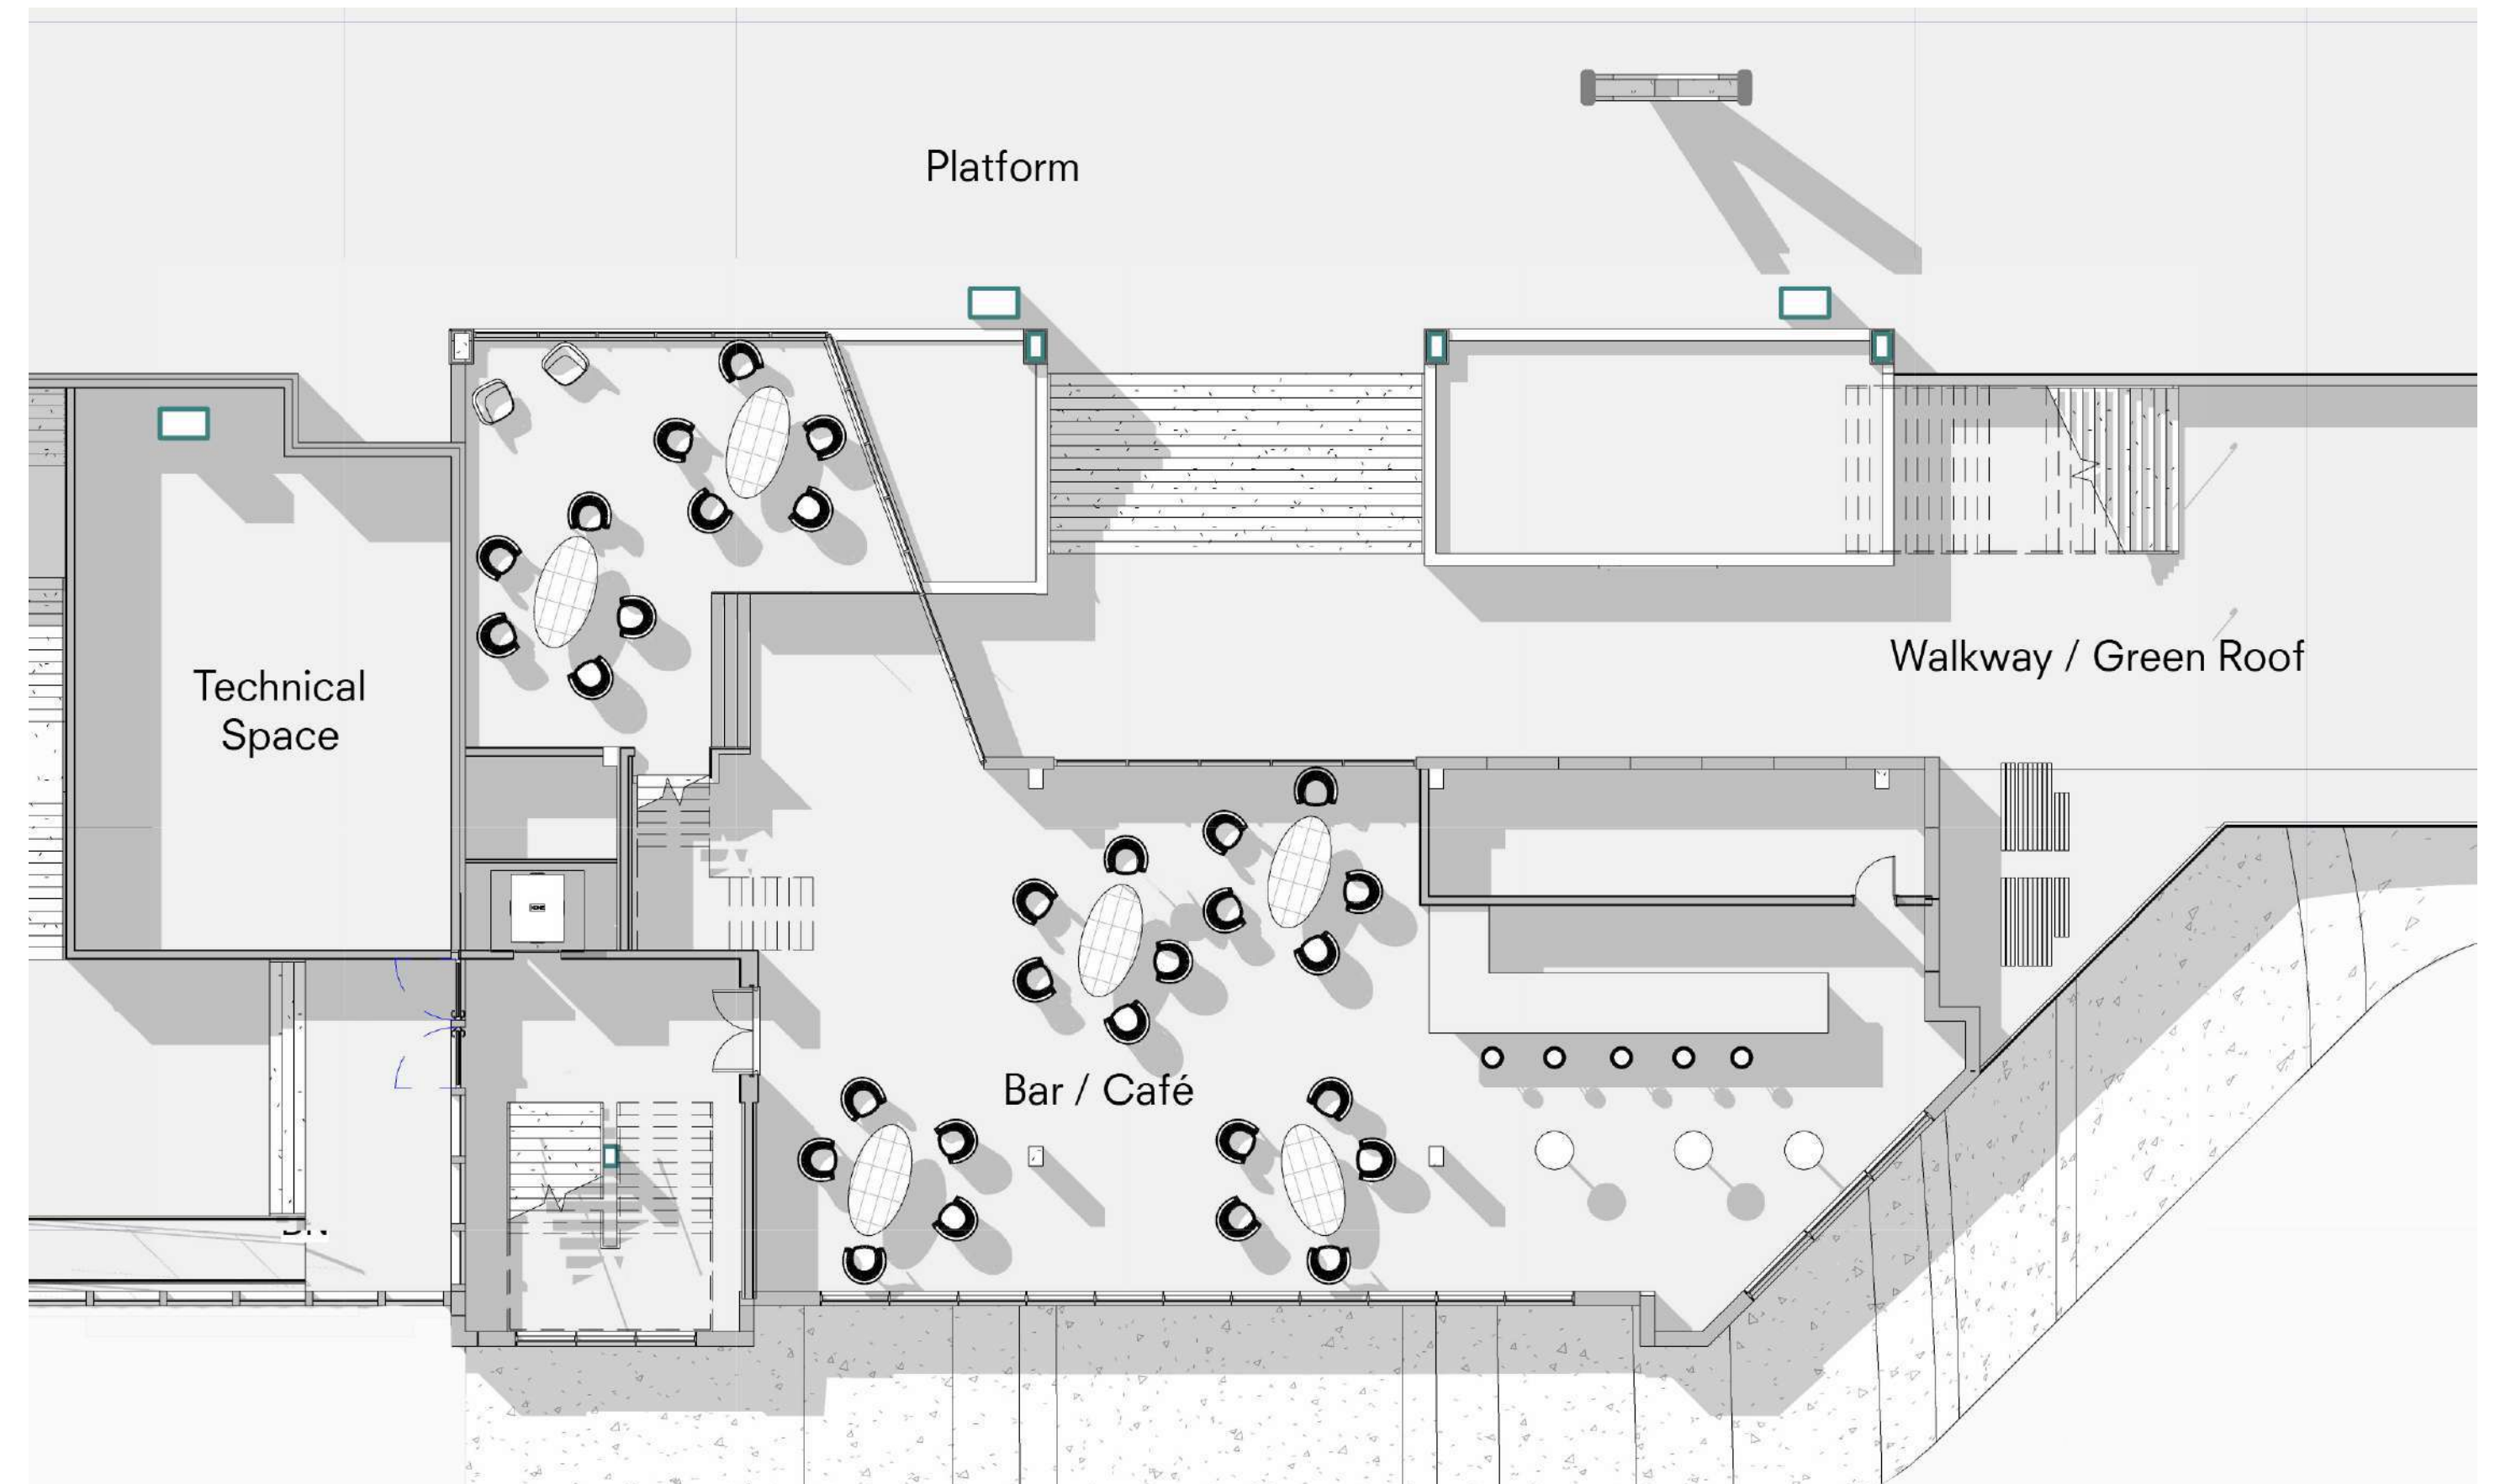 Platform
Walkway / Green Roof
Technical
Space
Bar / Café